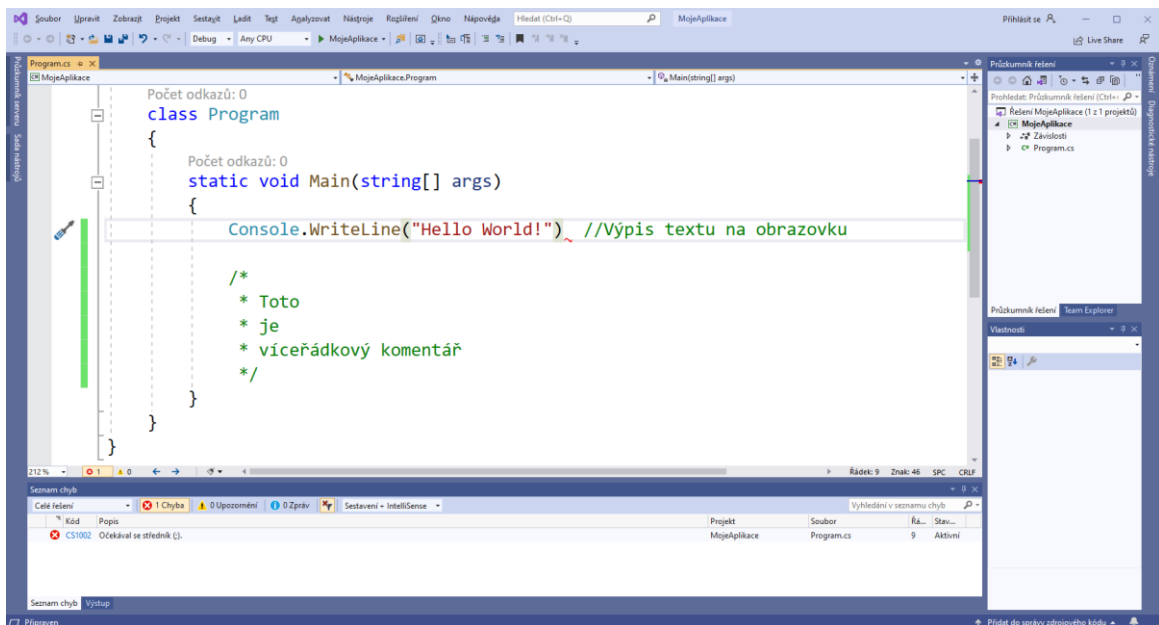 Soubor Upravit Zobrazit Projekt Sestavit Ladit Test Analyzovat Nástroje Rozšíření Okno Nápověda Hledat (Ctrl+Q) MojeAplikace Přihlásit se
Debug Any CPU MojeAplikace Live Share
Program.cs
MojeAplikace MojeAplikace.Program Main(string[] args)
Průzkumník serveru
Sada nástrojů
Počet odkazů: 0
class Program
{
Počet odkazů: 0
static void Main(string[] args)
{
Console.WriteLine("Hello World!") //Výpis textu na obrazovku
/*
* Toto
* je
* víceřádkový komentář
*/
}
}
}
212 % 1 0 Řádek: 9 Znak: 46 SPC CRLF
Průzkumník řešení
Prohledat: Průzkumník řešení (Ctrl+
Řešení MojeAplikace (1 z 1 projektů)
MojeAplikace
Závislosti
C# Program.cs
Průzkumník řešení Team Explorer
Vlastnosti
Oznámení
Diagnostické nástroje
Seznam chyb
Celé řešení 1 Chyba 0 Upozornění 0 Zpráv Sestavení + IntelliSense Vyhledání v seznamu chyb
Kód Popis Projekt Soubor Řá... Stav...
CS1002 Očekával se středník (;). MojeAplikace Program.cs 9 Aktivní
Seznam chyb Výstup
Připraven Přidat do správy zdrojového kódu